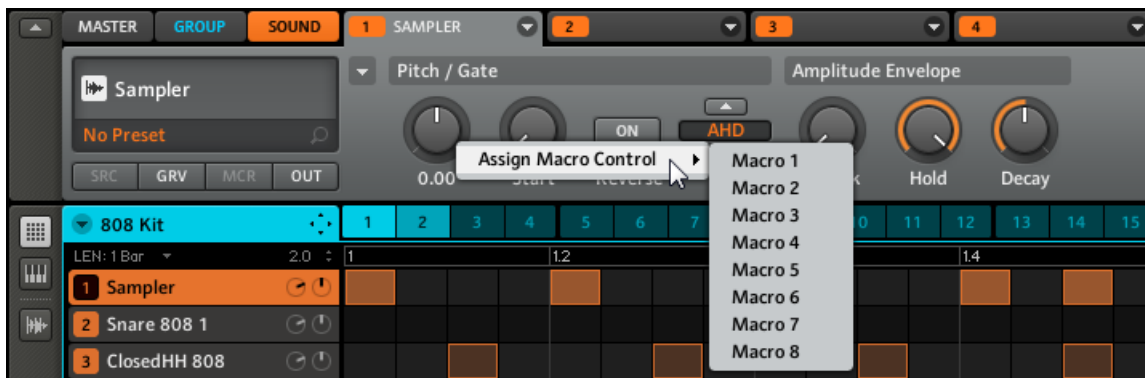 MASTER GROUP SOUND 1 SAMPLER 2 3 4
Pitch / Gate Amplitude Envelope
Sampler
No Preset
ON AHD
Assign Macro Control
SRC GRV MCR OUT
0.00 Start Reverse Hold Decay
Macro 1
Macro 2
Macro 3
Macro 4
Macro 5
Macro 6
Macro 7
Macro 8
808 Kit 1 2 3 4 5 6 7 10 11 12 13 14 15
LEN: 1 Bar 2.0 1 1.2 1.4
1 Sampler
2 Snare 808 1
3 ClosedHH 808